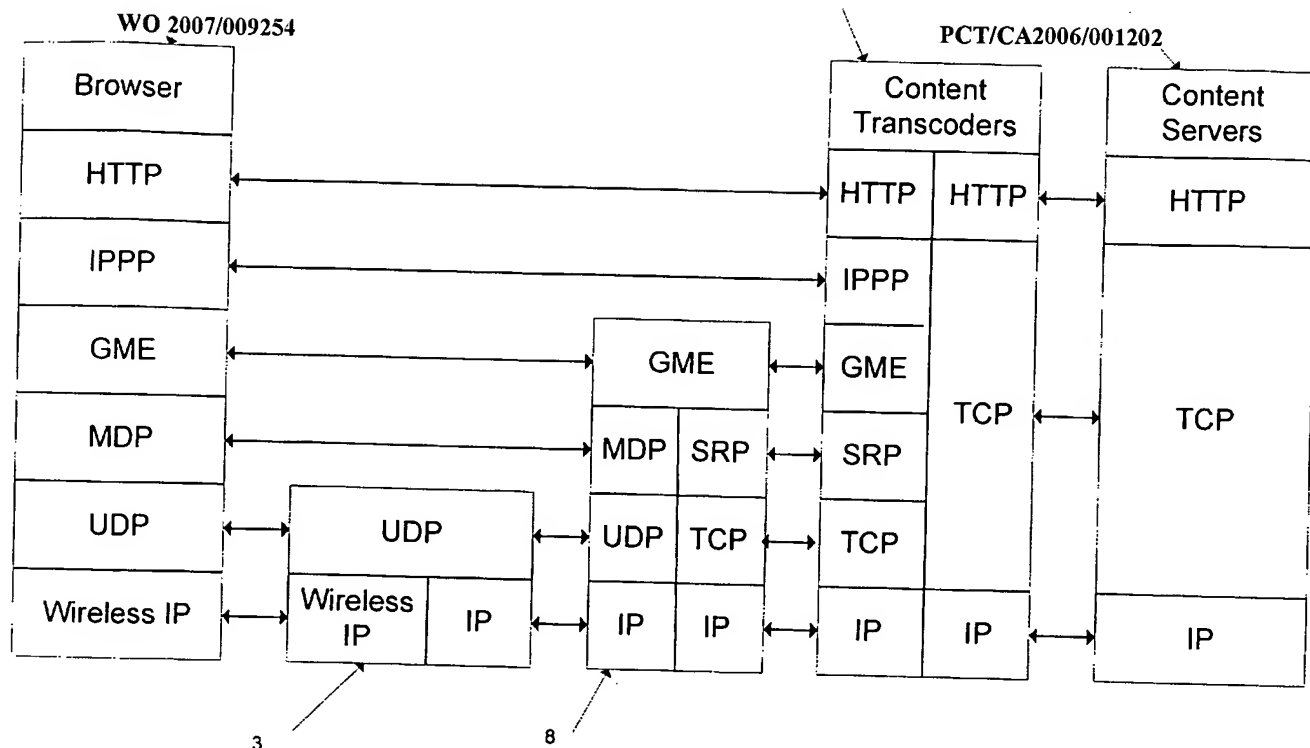 WO 2007/009254
PCT/CA2006/001202
Browser
HTTP
IPPP
GME
MDP
UDP
Wireless IP
UDP
Wireless
IP
IP
3
GME
MDP
SRP
UDP
TCP
IP
IP
8
Content
Transcoders
HTTP
HTTP
IPPP
GME
SRP
TCP
TCP
IP
IP
Content
Servers
HTTP
TCP
IP